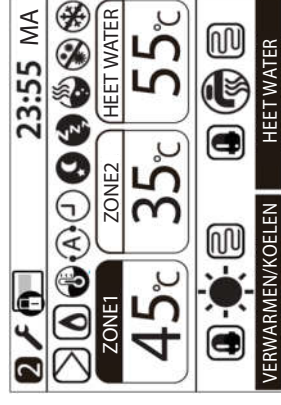 2 23:55 MA
A
ZONE1 ZONE2 HEET WATER
45°C 35°C 55°C
VERWARMEN/KOELEN HEET WATER